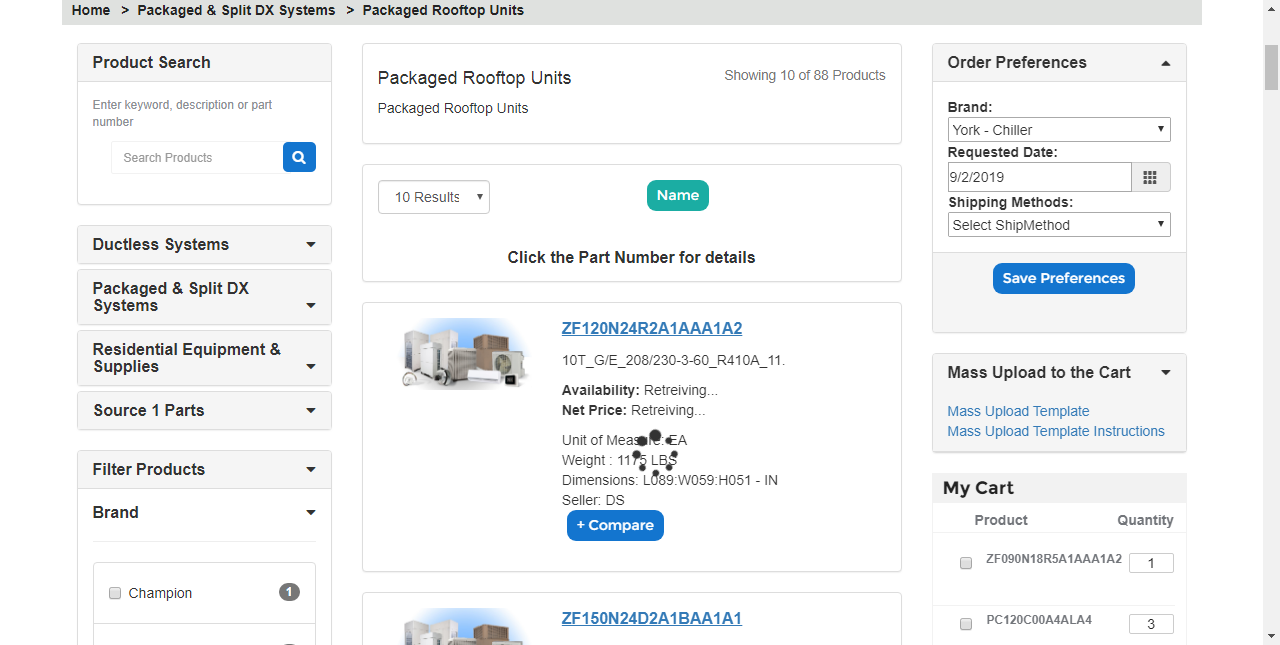 Home > Packaged & Split DX Systems > Packaged Rooftop Units
Product Search
Enter keyword, description or part
number
Search Products
Ductless Systems
Packaged & Split DX
Systems
Residential Equipment &
Supplies
Source 1 Parts
Filter Products
Brand
Champion 1
Packaged Rooftop Units
Showing 10 of 88 Products
Packaged Rooftop Units
10 Results
Name
Click the Part Number for details
ZF120N24R2A1AAA1A2
10T_G/E_208/230-3-60_R410A_11.
Availability: Retreiving...
Net Price: Retreiving...
Unit of Measure: EA
Weight : 1175 LBS
Dimensions: L089:W059:H051 - IN
Seller: DS
+ Compare
ZF150N24D2A1BAA1A1
Order Preferences
Brand:
York - Chiller
Requested Date:
9/2/2019
Shipping Methods:
Select ShipMethod
Save Preferences
Mass Upload to the Cart
Mass Upload Template
Mass Upload Template Instructions
My Cart
Product Quantity
ZF090N18R5A1AAA1A2 1
PC120C00A4ALA4 3